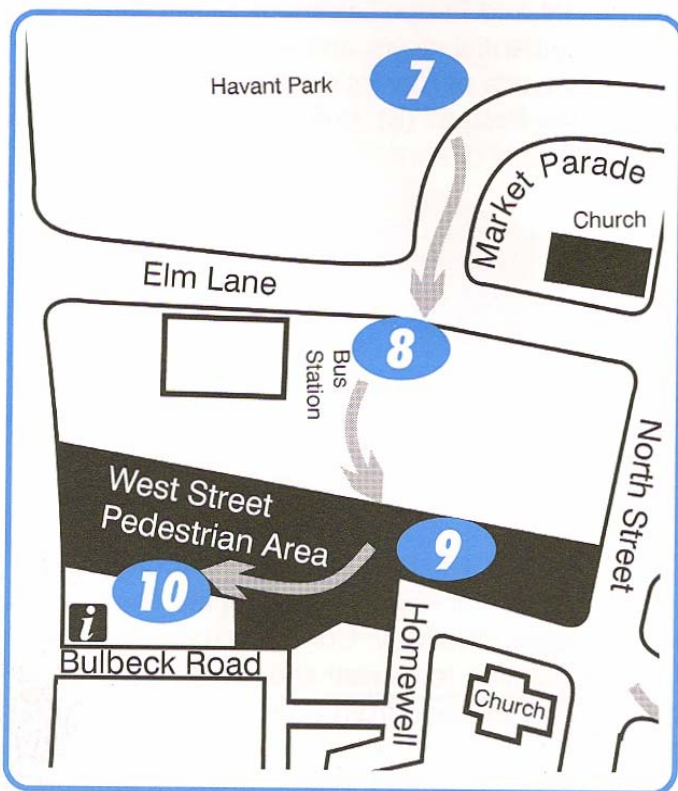 7
Havant Park
Market Parade
Church
Elm Lane
8
Bus
Station
North Street
West Street
Pedestrian Area
9
10
i
Bulbeck Road
Homewell
Church